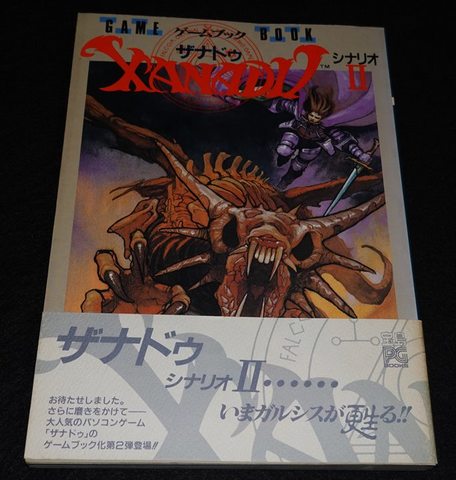 GAME BOOK
ゲームブック
ザナドゥ
XANADU™
シナリオ
II
ザナドゥ
シナリオII‥‥‥
いまガルシスが甦る!!
お待たせしました。
さらに磨きをかけて──
大人気のパソコンゲーム
「ザナドゥ」の
ゲームブック化第2弾登場!!
FALCOM
PG
BOOKS